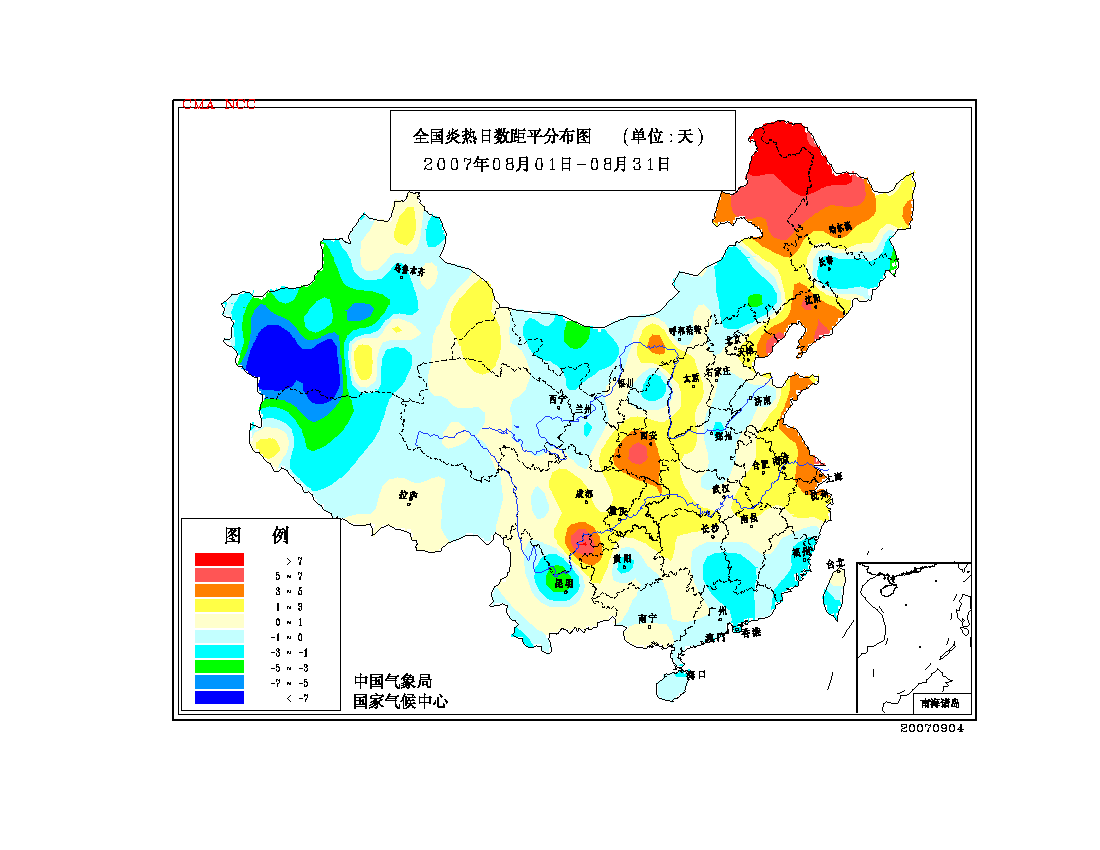 CMA NCC
全国炎热日数距平分布图 (单位:天)
2007年08月01日-08月31日
哈尔滨
长春
乌鲁木齐
沈阳
呼和浩特
北京
天津
银川
太原
石家庄
西宁
济南
兰州
西安
郑州
合肥
南京
上海
拉萨
成都
武汉
杭州
重庆
南昌
长沙
贵阳
福州
台北
昆明
南宁
广州
澳门
香港
海口
图 例
> 7
5 ~ 7
3 ~ 5
1 ~ 3
0 ~ 1
-1 ~ 0
-3 ~ -1
-5 ~ -3
-7 ~ -5
< -7
中国气象局
国家气候中心
南海诸岛
20070904